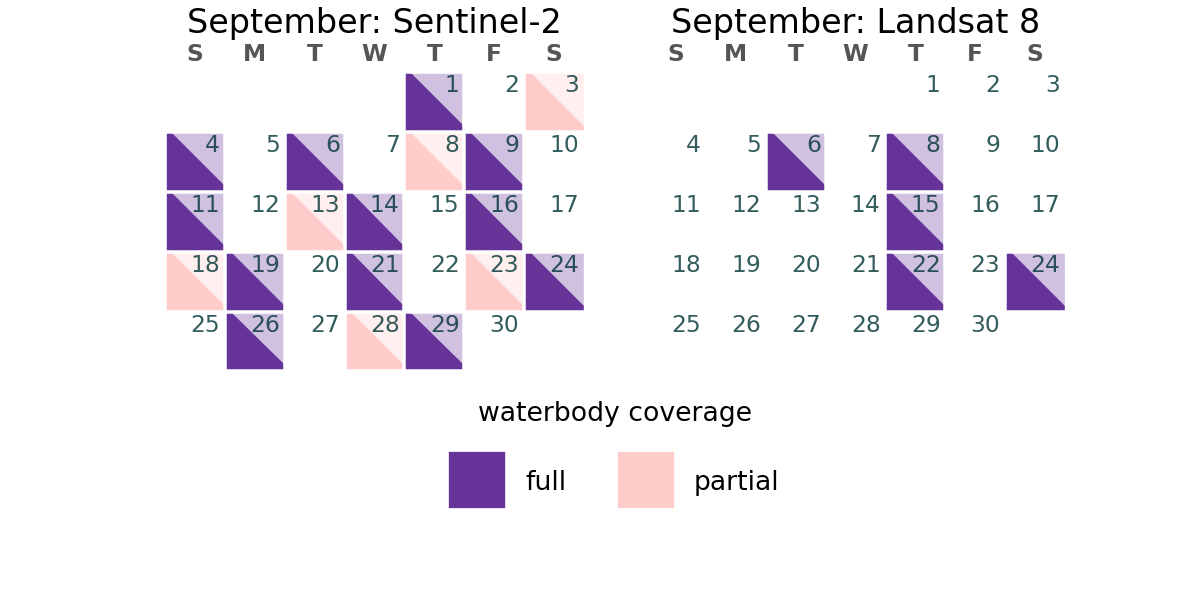 September: Sentinel-2
S M T W T F S
1 2 3
4 5 6 7 8 9 10
11 12 13 14 15 16 17
18 19 20 21 22 23 24
25 26 27 28 29 30
September: Landsat 8
S M T W T F S
1 2 3
4 5 6 7 8 9 10
11 12 13 14 15 16 17
18 19 20 21 22 23 24
25 26 27 28 29 30
waterbody coverage
full partial